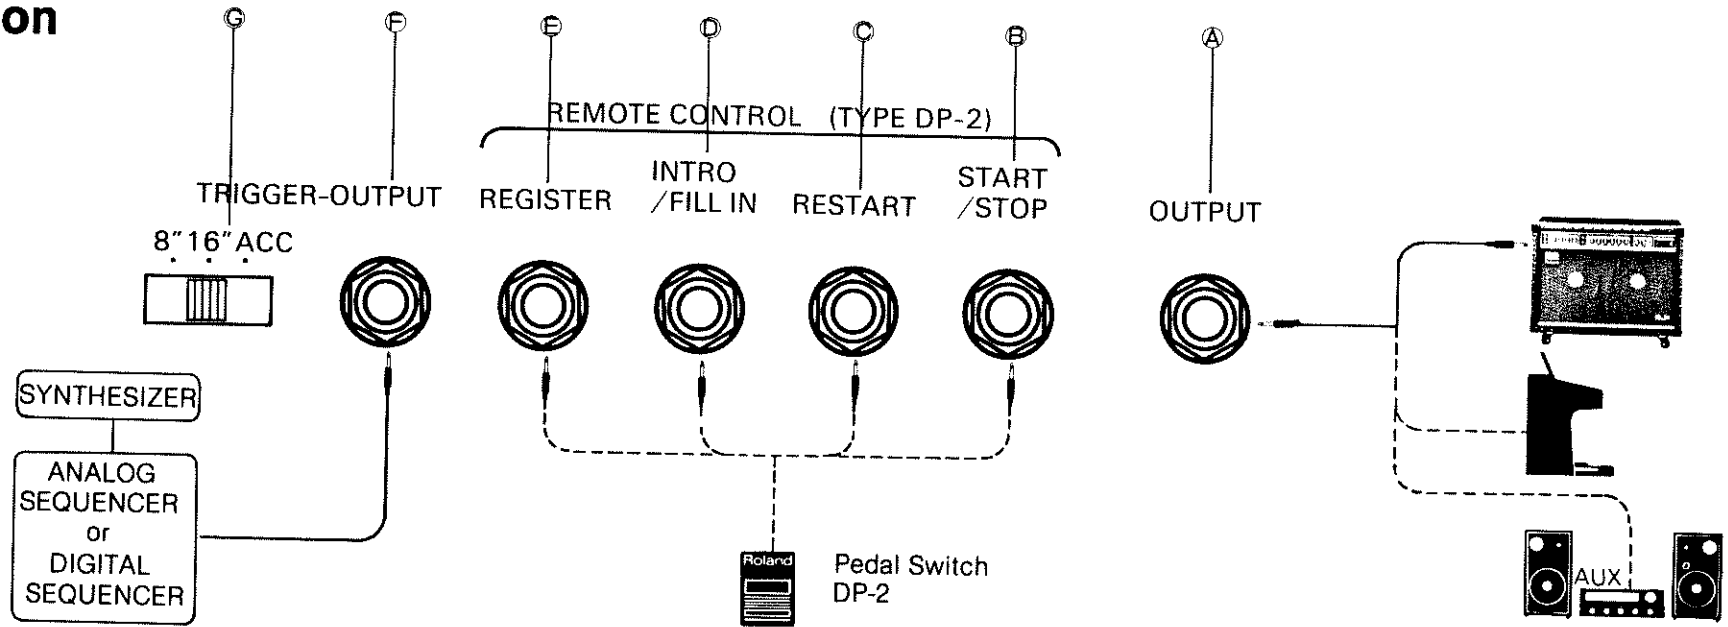 on
Ⓖ Ⓕ Ⓔ Ⓓ Ⓒ Ⓑ Ⓐ
REMOTE CONTROL (TYPE DP-2)
TRIGGER-OUTPUT
REGISTER
INTRO
/FILL IN
RESTART
START
/STOP
OUTPUT
8" 16" ACC
SYNTHESIZER
ANALOG
SEQUENCER
or
DIGITAL
SEQUENCER
Roland
Pedal Switch
DP-2
AUX